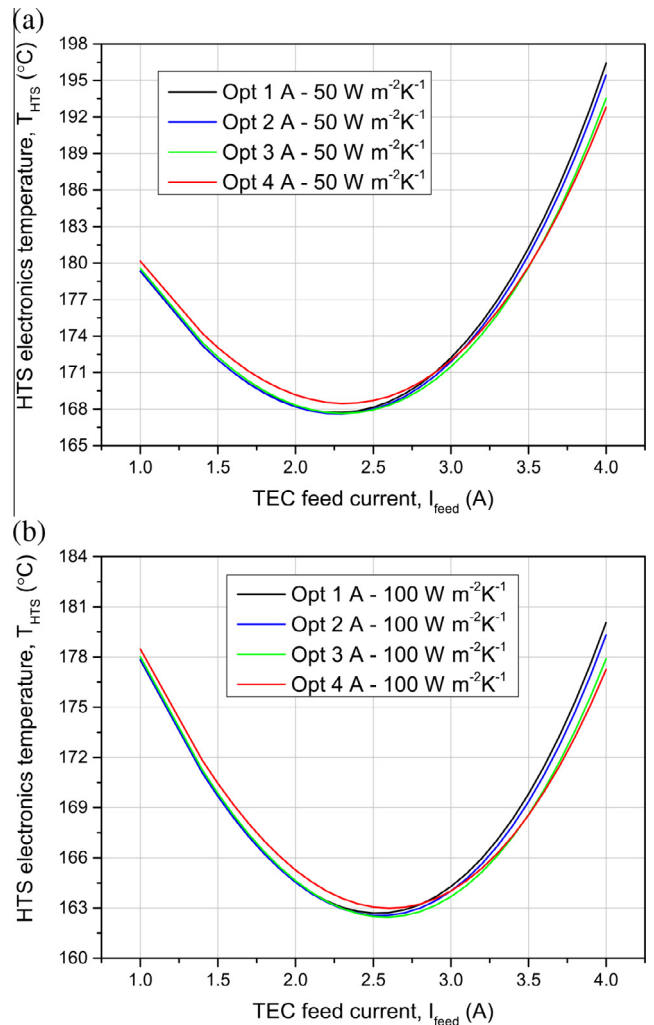 (a)
198
195
192
189
186
183
180
177
174
171
168
165
HTS electronics temperature, T_HTS (°C)
Opt 1 A - 50 W m⁻²K⁻¹
Opt 2 A - 50 W m⁻²K⁻¹
Opt 3 A - 50 W m⁻²K⁻¹
Opt 4 A - 50 W m⁻²K⁻¹
1.0 1.5 2.0 2.5 3.0 3.5 4.0
TEC feed current, I_feed (A)
(b)
184
181
178
175
172
169
166
163
160
HTS electronics temperature, T_HTS (°C)
Opt 1 A - 100 W m⁻²K⁻¹
Opt 2 A - 100 W m⁻²K⁻¹
Opt 3 A - 100 W m⁻²K⁻¹
Opt 4 A - 100 W m⁻²K⁻¹
1.0 1.5 2.0 2.5 3.0 3.5 4.0
TEC feed current, I_feed (A)